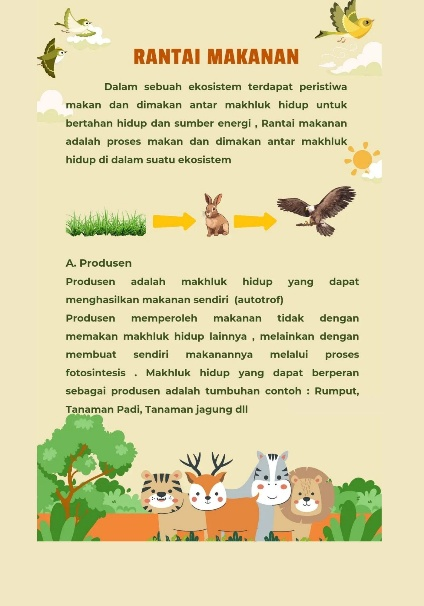 RANTAI MAKANAN
Dalam sebuah ekosistem terdapat peristiwa
makan dan dimakan antar makhluk hidup untuk
bertahan hidup dan sumber energi , Rantai makanan
adalah proses makan dan dimakan antar makhluk
hidup di dalam suatu ekosistem
A. Produsen
Produsen adalah makhluk hidup yang dapat
menghasilkan makanan sendiri (autotrof)
Produsen memperoleh makanan tidak dengan
memakan makhluk hidup lainnya , melainkan dengan
membuat sendiri makanannya melalui proses
fotosintesis . Makhluk hidup yang dapat berperan
sebagai produsen adalah tumbuhan contoh : Rumput,
Tanaman Padi, Tanaman jagung dll